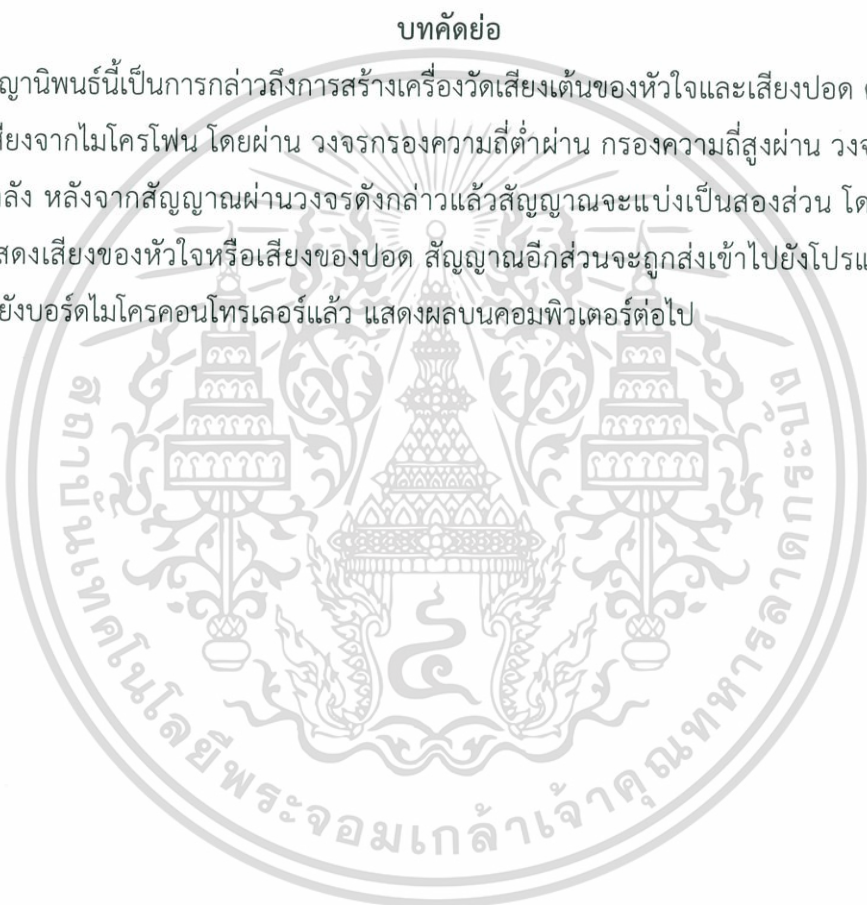 บทคัดย่อ
ญานิพนธ์นี้เป็นการกล่าวถึงการสร้างเครื่องวัดเสียงเต้นของหัวใจและเสียงปอด
สียงจากไมโครโฟน โดยผ่าน วงจรกรองความถี่ต่ำผ่าน กรองความถี่สูงผ่าน วงจ
าลัง หลังจากสัญญาณผ่านวงจรดังกล่าวแล้วสัญญาณจะแบ่งเป็นสองส่วน โด
สดงเสียงของหัวใจหรือเสียงของปอด สัญญาณอีกส่วนจะถูกส่งเข้าไปยังโปรแ
ยังบอร์ดไมโครคอนโทรเลอร์แล้ว แสดงผลบนคอมพิวเตอร์ต่อไป
สถาบันเทคโนโลยีพระจอมเกล้าเจ้าคุณทหารลาดกระบัง